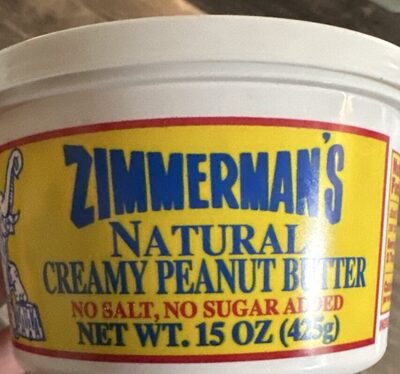 ZIMMERMAN'S
NATURAL
CREAMY PEANUT BUTTER
NO SALT, NO SUGAR ADDED
NET WT. 15 OZ (425g)